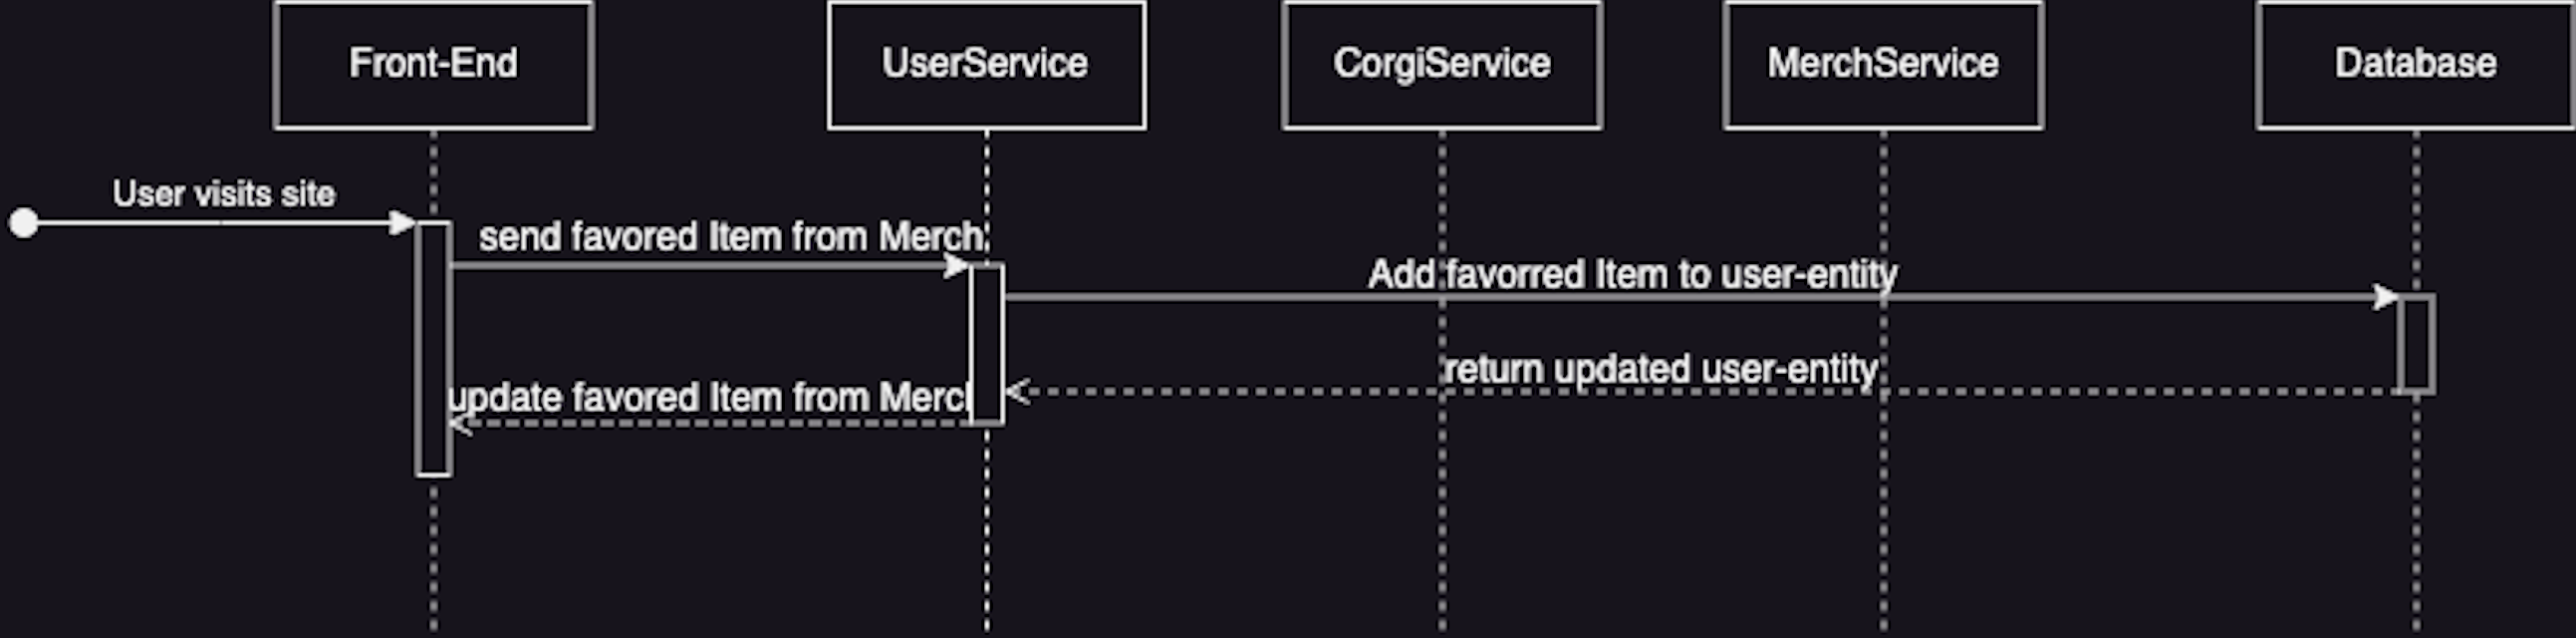 Front-End
UserService
CorgiService
MerchService
Database
User visits site
send favored Item from Merch
Add favorred Item to user-entity
return updated user-entity
update favored Item from Merch